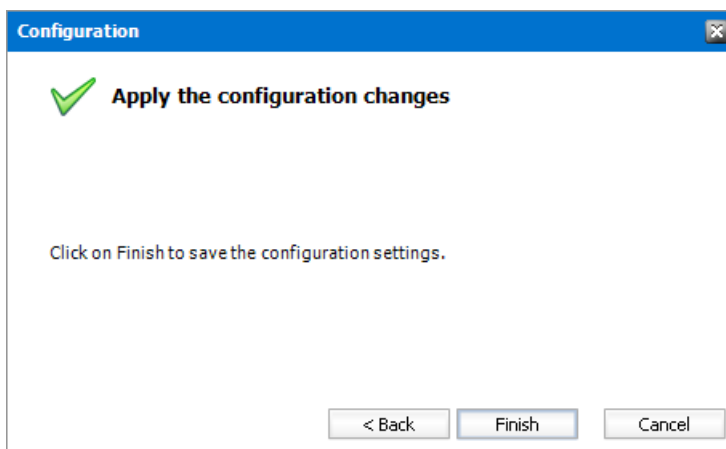 Configuration
Apply the configuration changes
Click on Finish to save the configuration settings.
< Back Finish Cancel